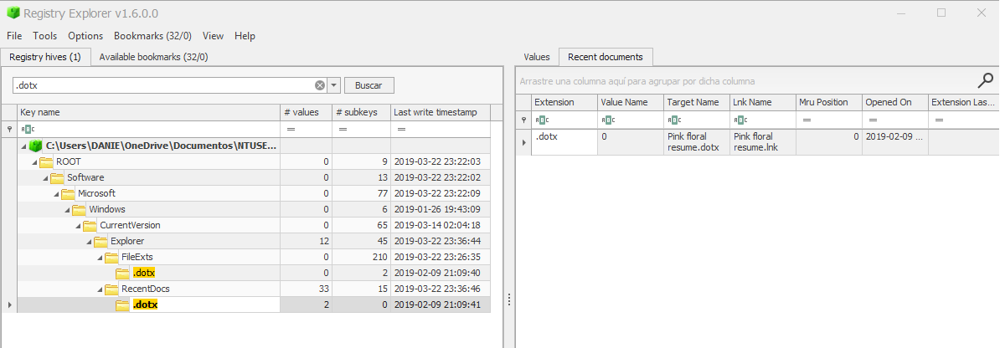 Registry Explorer v1.6.0.0
File Tools Options Bookmarks (32/0) View Help
Registry hives (1) Available bookmarks (32/0)
.dotx Buscar
Key name # values # subkeys Last write timestamp
ABC = = =
C:\Users\DANIE\OneDrive\Documentos\NTUSE...
ROOT 0 9 2019-03-22 23:22:03
Software 0 13 2019-03-22 23:22:02
Microsoft 0 77 2019-03-22 23:22:09
Windows 0 6 2019-01-26 19:43:09
CurrentVersion 0 65 2019-03-14 02:04:18
Explorer 12 45 2019-03-22 23:36:44
FileExts 0 210 2019-03-22 23:26:35
.dotx 0 2 2019-02-09 21:09:40
RecentDocs 33 15 2019-03-22 23:36:46
.dotx 2 0 2019-02-09 21:09:41
Values Recent documents
Arrastre una columna aquí para agrupar por dicha columna
Extension Value Name Target Name Lnk Name Mru Position Opened On Extension Las...
ABC ABC ABC ABC = = =
.dotx 0 Pink floral Pink floral 0 2019-02-09 ...
resume.dotx resume.lnk